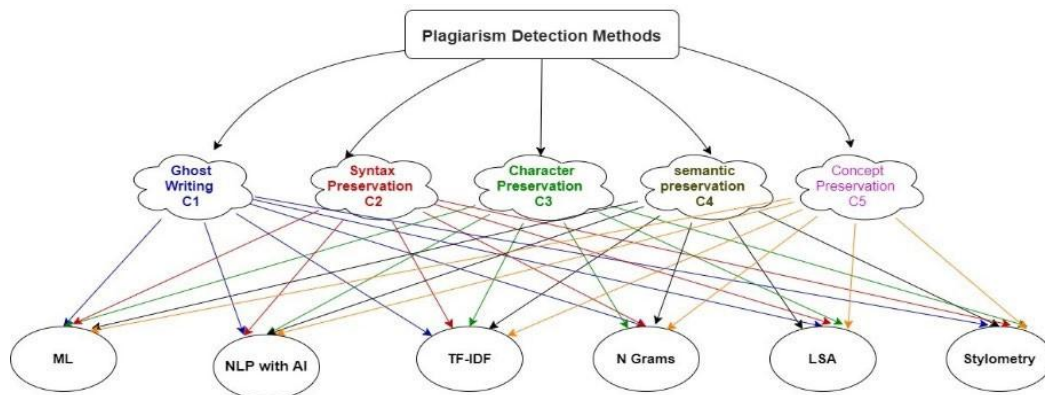 Plagiarism Detection Methods
Ghost
Writing
C1
Syntax
Preservation
C2
Character
Preservation
C3
semantic
preservation
C4
Concept
Preservation
C5
ML
NLP with AI
TF-IDF
N Grams
LSA
Stylometry